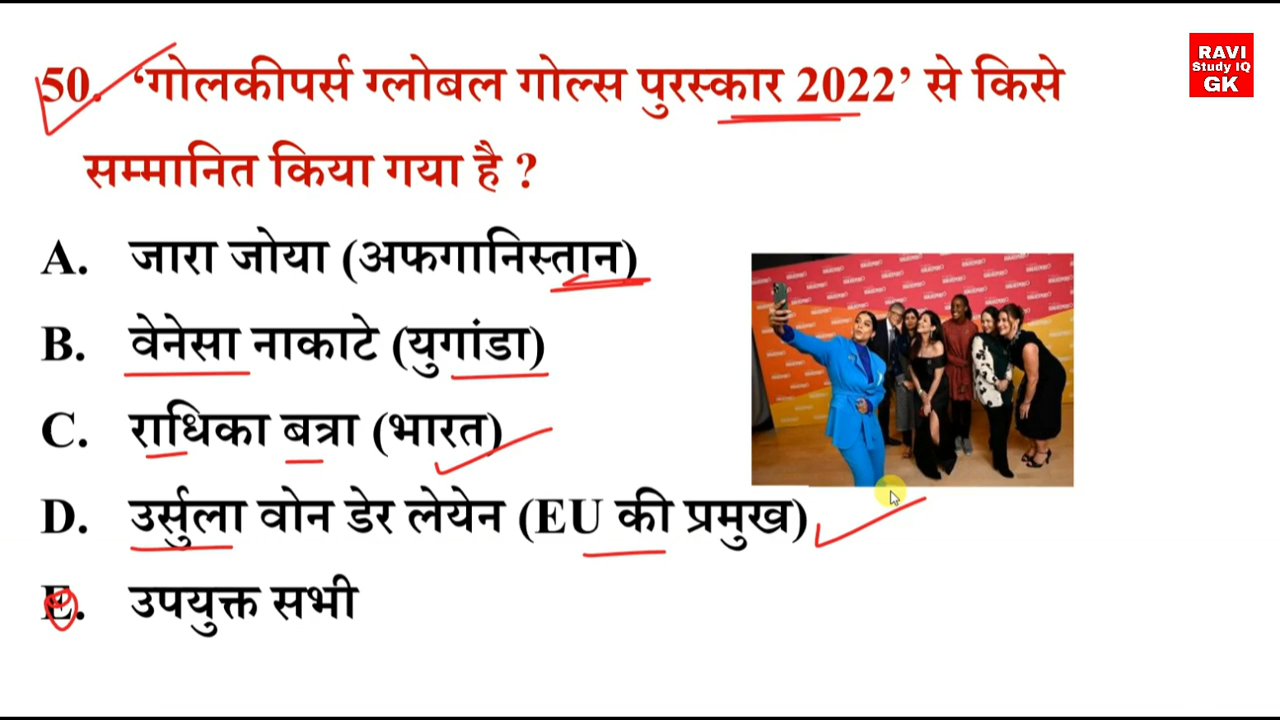 RAVI
Study IQ
GK
50. ‘गोलकीपर्स ग्लोबल गोल्स पुरस्कार 2022’ से किसे
सम्मानित किया गया है ?
A. जारा जोया (अफगानिस्तान)
B. वेनेसा नाकाटे (युगांडा)
C. राधिका बत्रा (भारत)
D. उर्सुला वोन डेर लेयेन (EU की प्रमुख)
E. उपयुक्त सभी